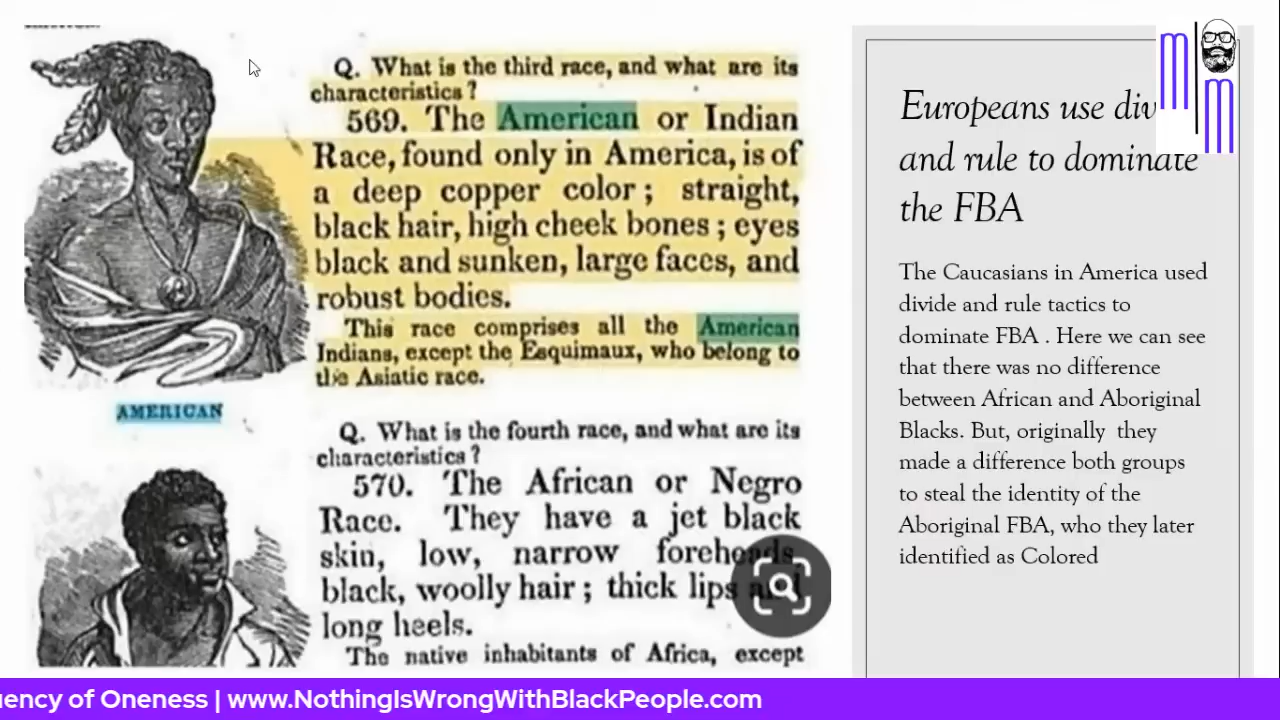 Q. What is the third race, and what are its
characteristics?
569. The American or Indian
Race, found only in America, is of
a deep copper color; straight,
black hair, high cheek bones; eyes
black and sunken, large faces, and
robust bodies.
This race comprises all the American
Indians, except the Esquimaux, who belong to
the Asiatic race.
AMERICAN
Q. What is the fourth race, and what are its
characteristics?
570. The African or Negro
Race. They have a jet black
skin, low, narrow foreheads,
black, woolly hair; thick lips
long heels.
The native inhabitants of Africa, except
Europeans use
and rule to dominate
the FBA
The Caucasians in America used
divide and rule tactics to
dominate FBA . Here we can see
that there was no difference
between African and Aboriginal
Blacks. But, originally they
made a difference both groups
to steal the identity of the
Aboriginal FBA, who they later
identified as Colored
of Oneness | www.NothingIsWrongWithBlackPeople.com